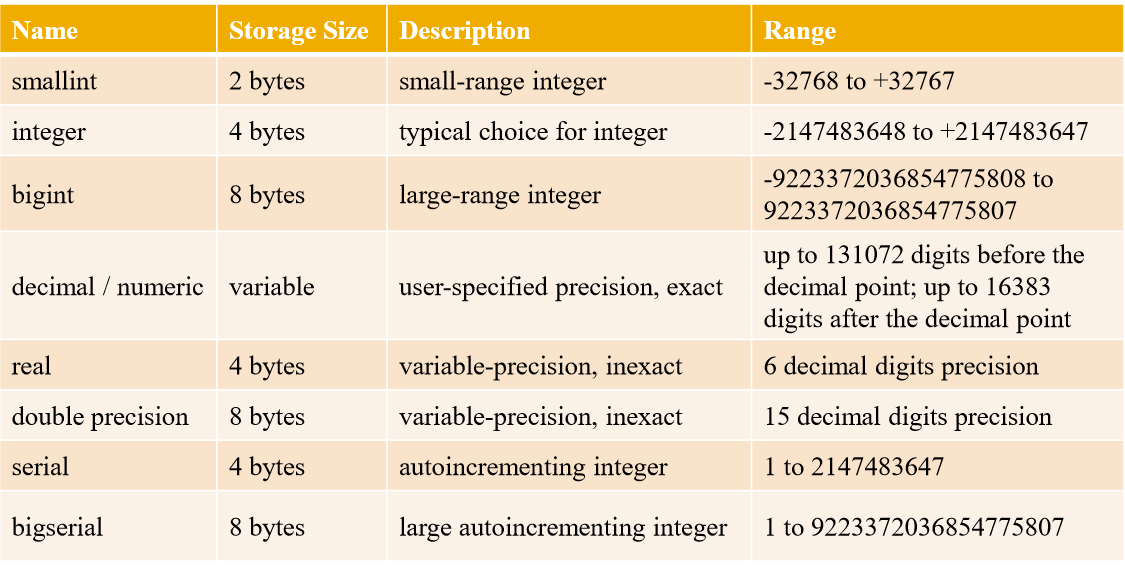 Name Storage Size Description Range
smallint 2 bytes small-range integer -32768 to +32767
integer 4 bytes typical choice for integer -2147483648 to +2147483647
bigint 8 bytes large-range integer -9223372036854775808 to
9223372036854775807
decimal / numeric variable user-specified precision, exact up to 131072 digits before the
decimal point; up to 16383
digits after the decimal point
real 4 bytes variable-precision, inexact 6 decimal digits precision
double precision 8 bytes variable-precision, inexact 15 decimal digits precision
serial 4 bytes autoincrementing integer 1 to 2147483647
bigserial 8 bytes large autoincrementing integer 1 to 9223372036854775807